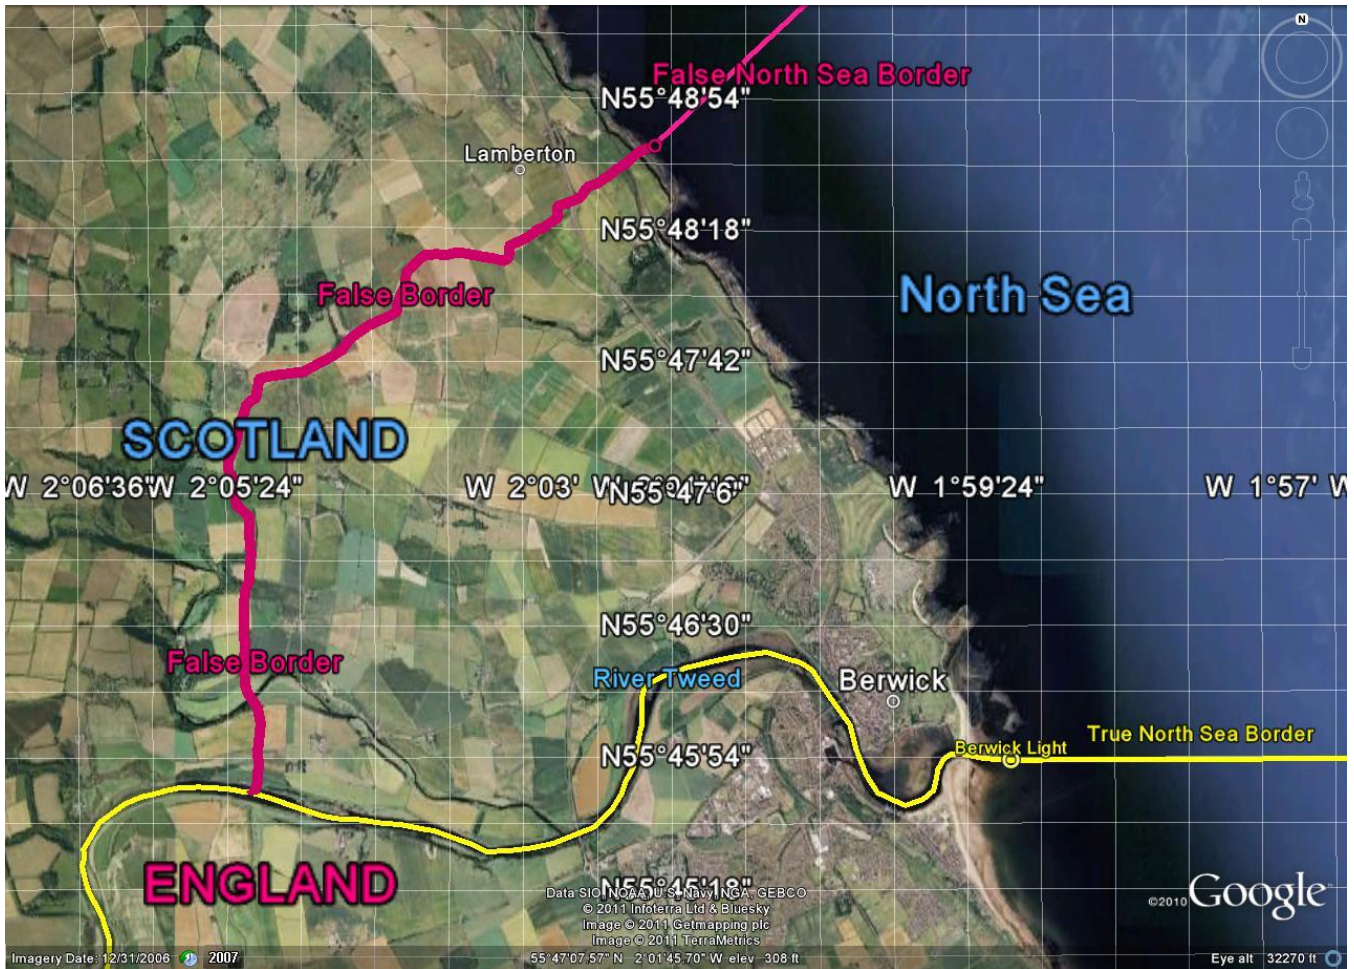 N
False North Sea Border
N55°48'54"
Lamberton
N55°48'18"
North Sea
False Border
N55°47'42"
SCOTLAND
W 2°06'36"
W 2°05'24"
W 2°03'
N55°47'6"
W 1°59'24"
W 1°57'
W
N55°46'30"
False Border
River Tweed
Berwick
True North Sea Border
Berwick Light
N55°45'54"
ENGLAND
N55°45'18"
Data SIO, NOAA, U.S. Navy, NGA, GEBCO
© 2011 Infoterra Ltd & Bluesky
Image © 2011 Getmapping plc
Image © 2011 TerraMetrics
©2010 Google
Imagery Date: 12/31/2006
2007
55°47'07.57" N 2°01'45.70" W elev 308 ft
Eye alt 32270 ft